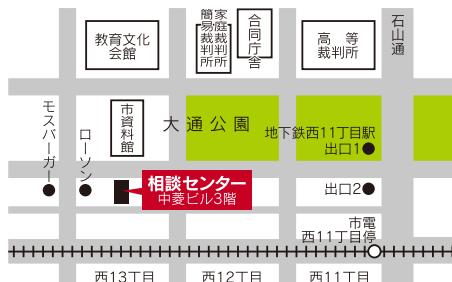 教育文化
会館
簡易裁判所
家庭裁判所
合同庁舎
高等
裁判所
石山通
モスバーガー
ローソン
市資料館
大通公園
地下鉄西11丁目駅
出口1
相談センター
中菱ビル3階
出口2
市電
西11丁目停
西13丁目
西12丁目
西11丁目